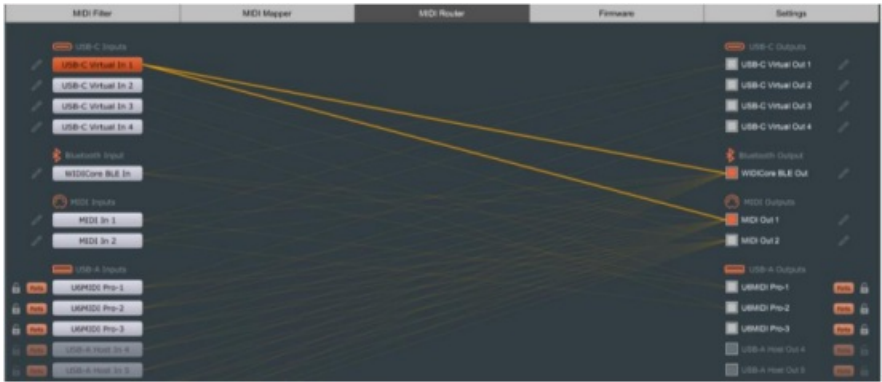 MIDI Filter
MIDI Mapper
MIDI Router
Firmware
Settings
USB-C Inputs
USB-C Virtual In 1
USB-C Virtual In 2
USB-C Virtual In 3
USB-C Virtual In 4
Bluetooth Input
WIDICore BLE In
MIDI Inputs
MIDI In 1
MIDI In 2
USB-A Inputs
U6MIDI Pro-1
U6MIDI Pro-2
U6MIDI Pro-3
USB-A Host In 4
USB-A Host In 5
USB-C Outputs
USB-C Virtual Out 1
USB-C Virtual Out 2
USB-C Virtual Out 3
USB-C Virtual Out 4
Bluetooth Output
WIDICore BLE Out
MIDI Outputs
MIDI Out 1
MIDI Out 2
USB-A Outputs
U6MIDI Pro-1
U6MIDI Pro-2
U6MIDI Pro-3
USB-A Host Out 4
USB-A Host Out 5